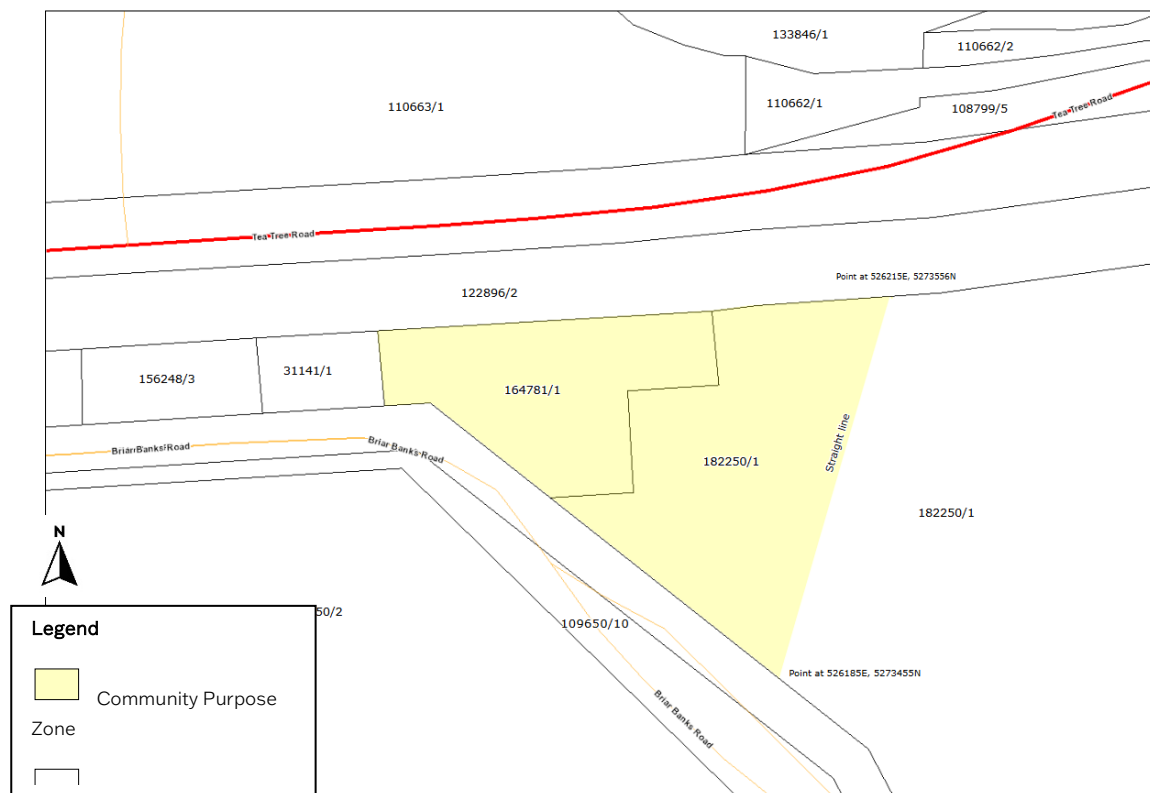 133846/1
110662/2
110663/1
110662/1
108799/5
Tea Tree Road
Tea Tree Road
Point at 526215E, 5273556N
122896/2
156248/3
31141/1
164781/1
Straight line
Briar Banks Road
Briar Banks Road
182250/1
182250/1
N
50/2
109650/10
Point at 526185E, 5273455N
Briar Banks Road
Legend
Community Purpose
Zone